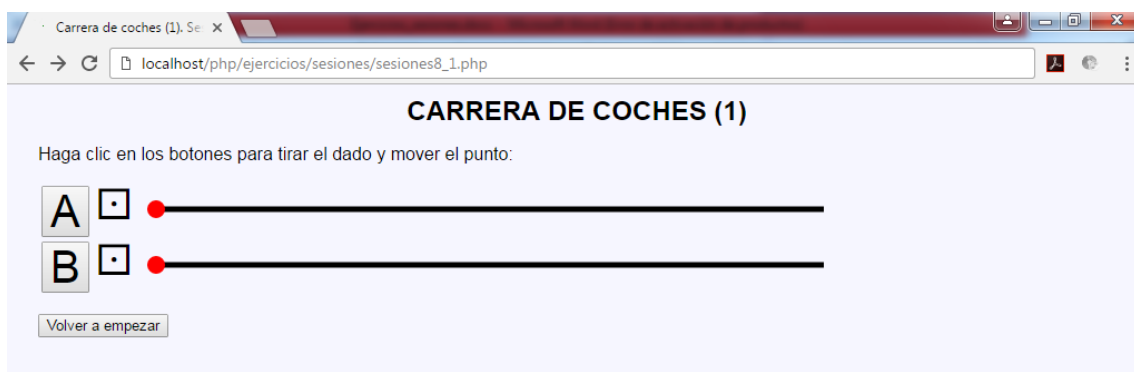 Carrera de coches (1). Se
localhost/php/ejercicios/sesiones/sesiones8_1.php
CARRERA DE COCHES (1)
Haga clic en los botones para tirar el dado y mover el punto:
A
B
Volver a empezar